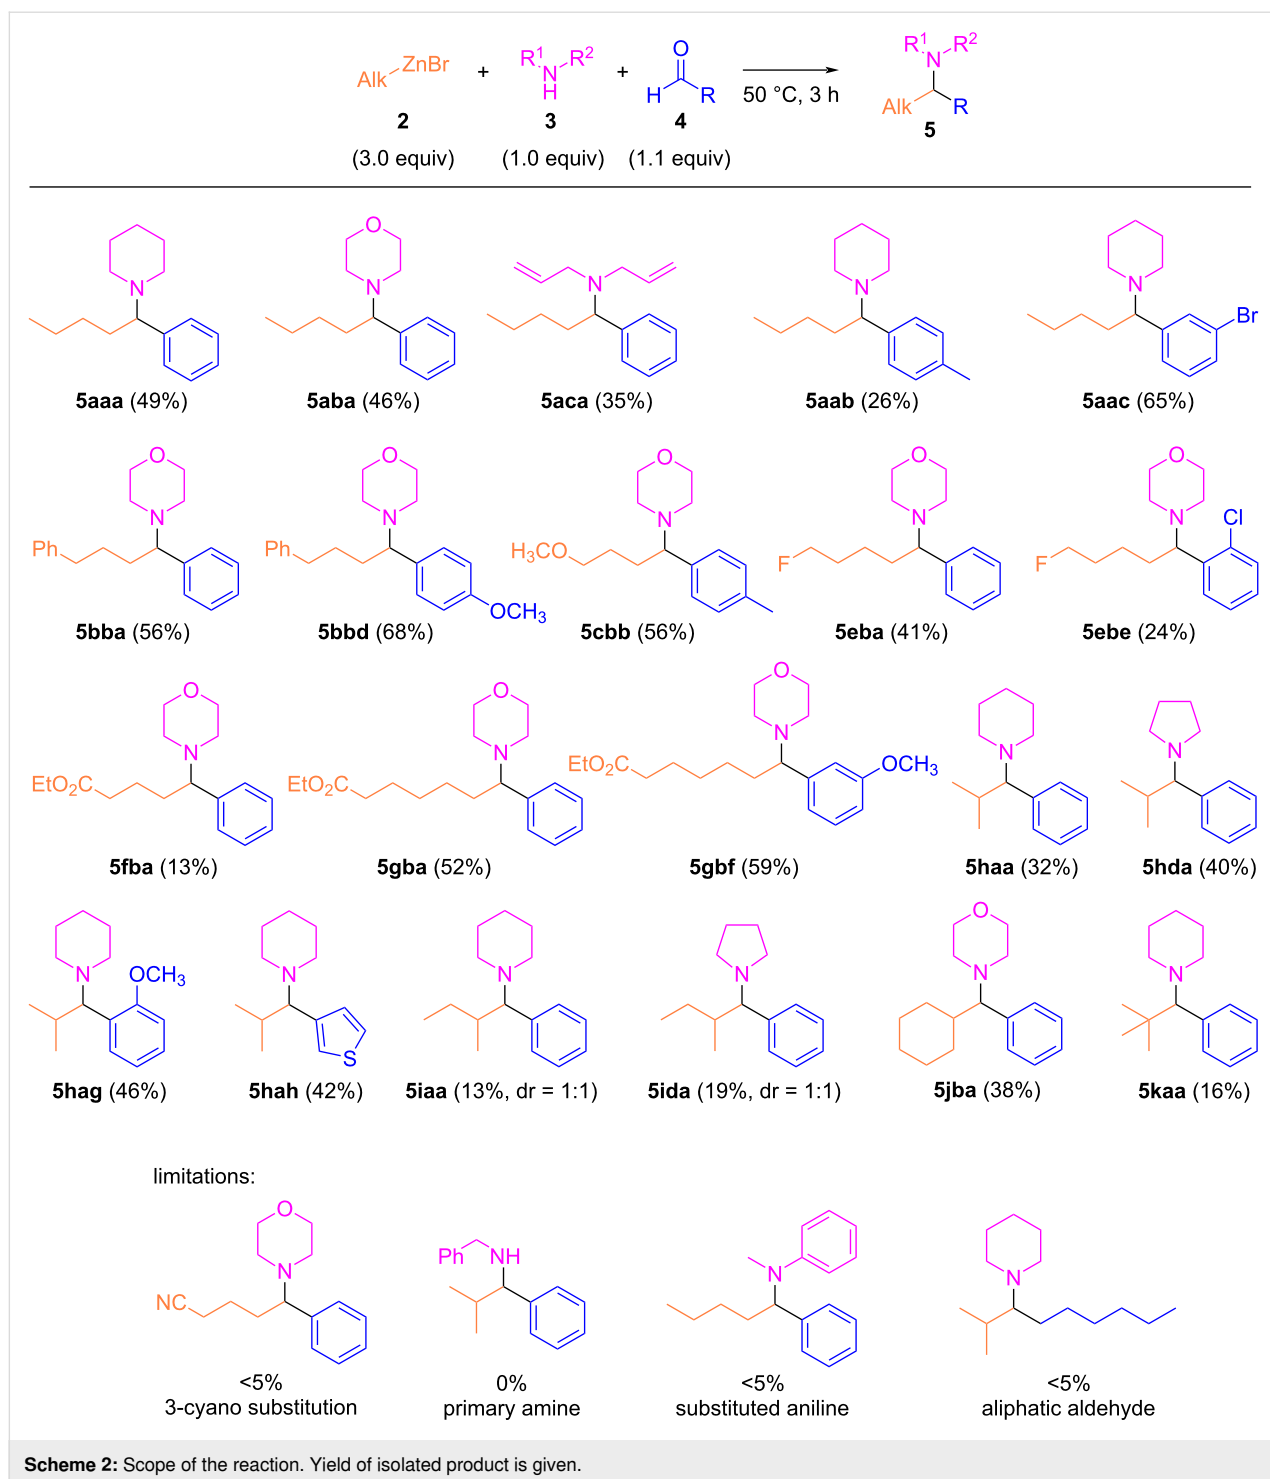 Alk ZnBr + R¹ N H R² + O H R 50 °C, 3 h R¹ N R² Alk R
2 3 4 5
(3.0 equiv) (1.0 equiv) (1.1 equiv)
N O N N N N Br
5aaa (49%) 5aba (46%) 5aca (35%) 5aab (26%) 5aac (65%)
O N Ph O N Ph OCH₃ O N H₃CO O N F O N Cl F
5bba (56%) 5bbd (68%) 5cbb (56%) 5eba (41%) 5ebe (24%)
O N EtO₂C O N EtO₂C O N EtO₂C OCH₃ N N
5fba (13%) 5gba (52%) 5gbf (59%) 5haa (32%) 5hda (40%)
N OCH₃ N S N N O N N
5hag (46%) 5hah (42%) 5iaa (13%, dr = 1:1) 5ida (19%, dr = 1:1) 5jba (38%) 5kaa (16%)
limitations:
O N NC Ph NH N N
<5% 0% <5% <5%
3-cyano substitution primary amine substituted aniline aliphatic aldehyde
Scheme 2: Scope of the reaction. Yield of isolated product is given.